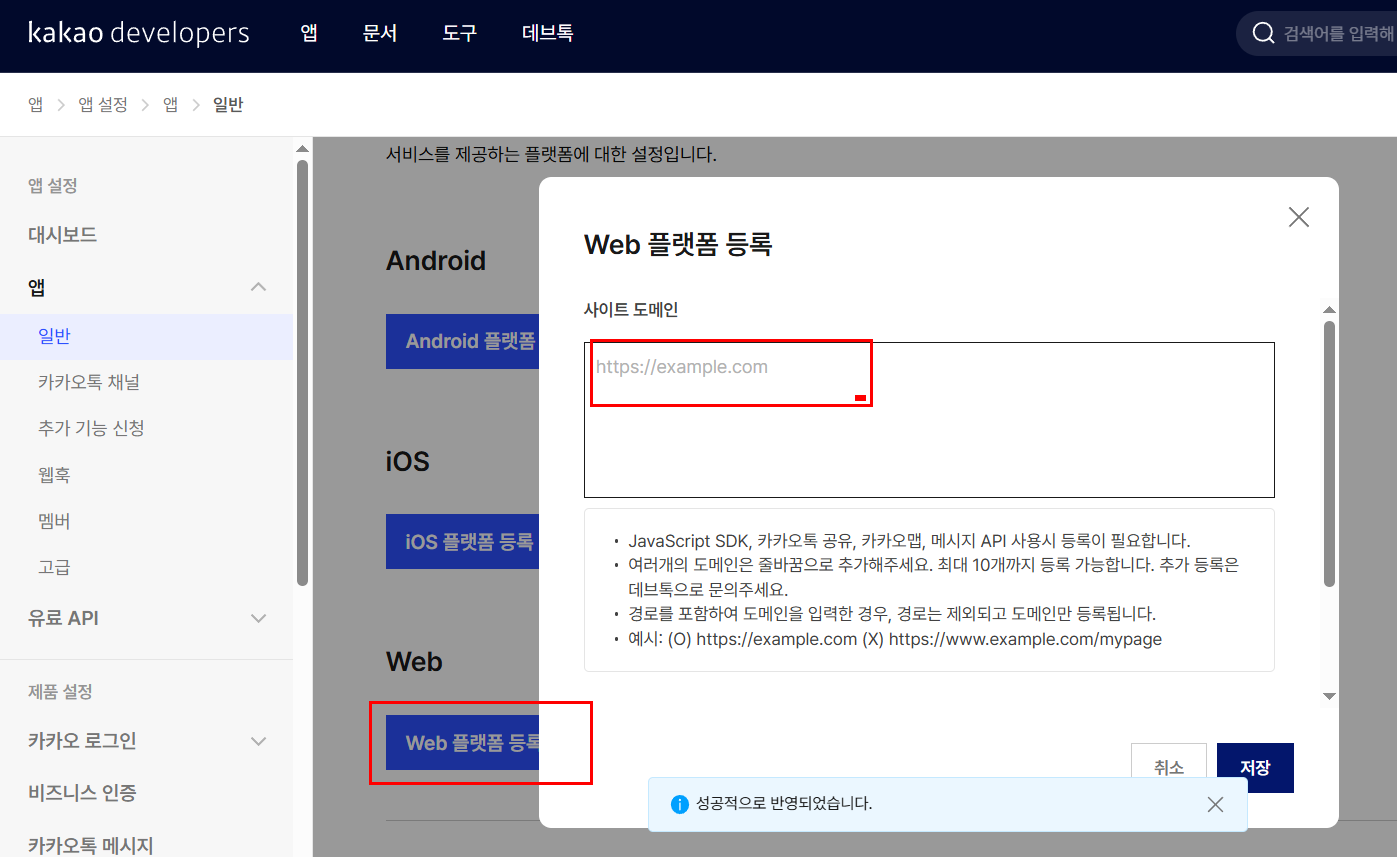 kakao developers
앱
문서
도구
데브톡
검색어를 입력해
앱 > 앱 설정 > 앱 > 일반
앱 설정
대시보드
앱
일반
카카오톡 채널
추가 기능 신청
웹훅
멤버
고급
유료 API
제품 설정
카카오 로그인
비즈니스 인증
카카오톡 메시지
서비스를 제공하는 플랫폼에 대한 설정입니다.
Android
Android 플랫폼
iOS
iOS 플랫폼 등록
Web
Web 플랫폼 등록
Web 플랫폼 등록
사이트 도메인
https://example.com
• JavaScript SDK, 카카오톡 공유, 카카오맵, 메시지 API 사용시 등록이 필요합니다.
• 여러개의 도메인은 줄바꿈으로 추가해주세요. 최대 10개까지 등록 가능합니다. 추가 등록은
데브톡으로 문의주세요.
• 경로를 포함하여 도메인을 입력한 경우, 경로는 제외되고 도메인만 등록됩니다.
• 예시: (O) https://example.com (X) https://www.example.com/mypage
취소
저장
성공적으로 반영되었습니다.